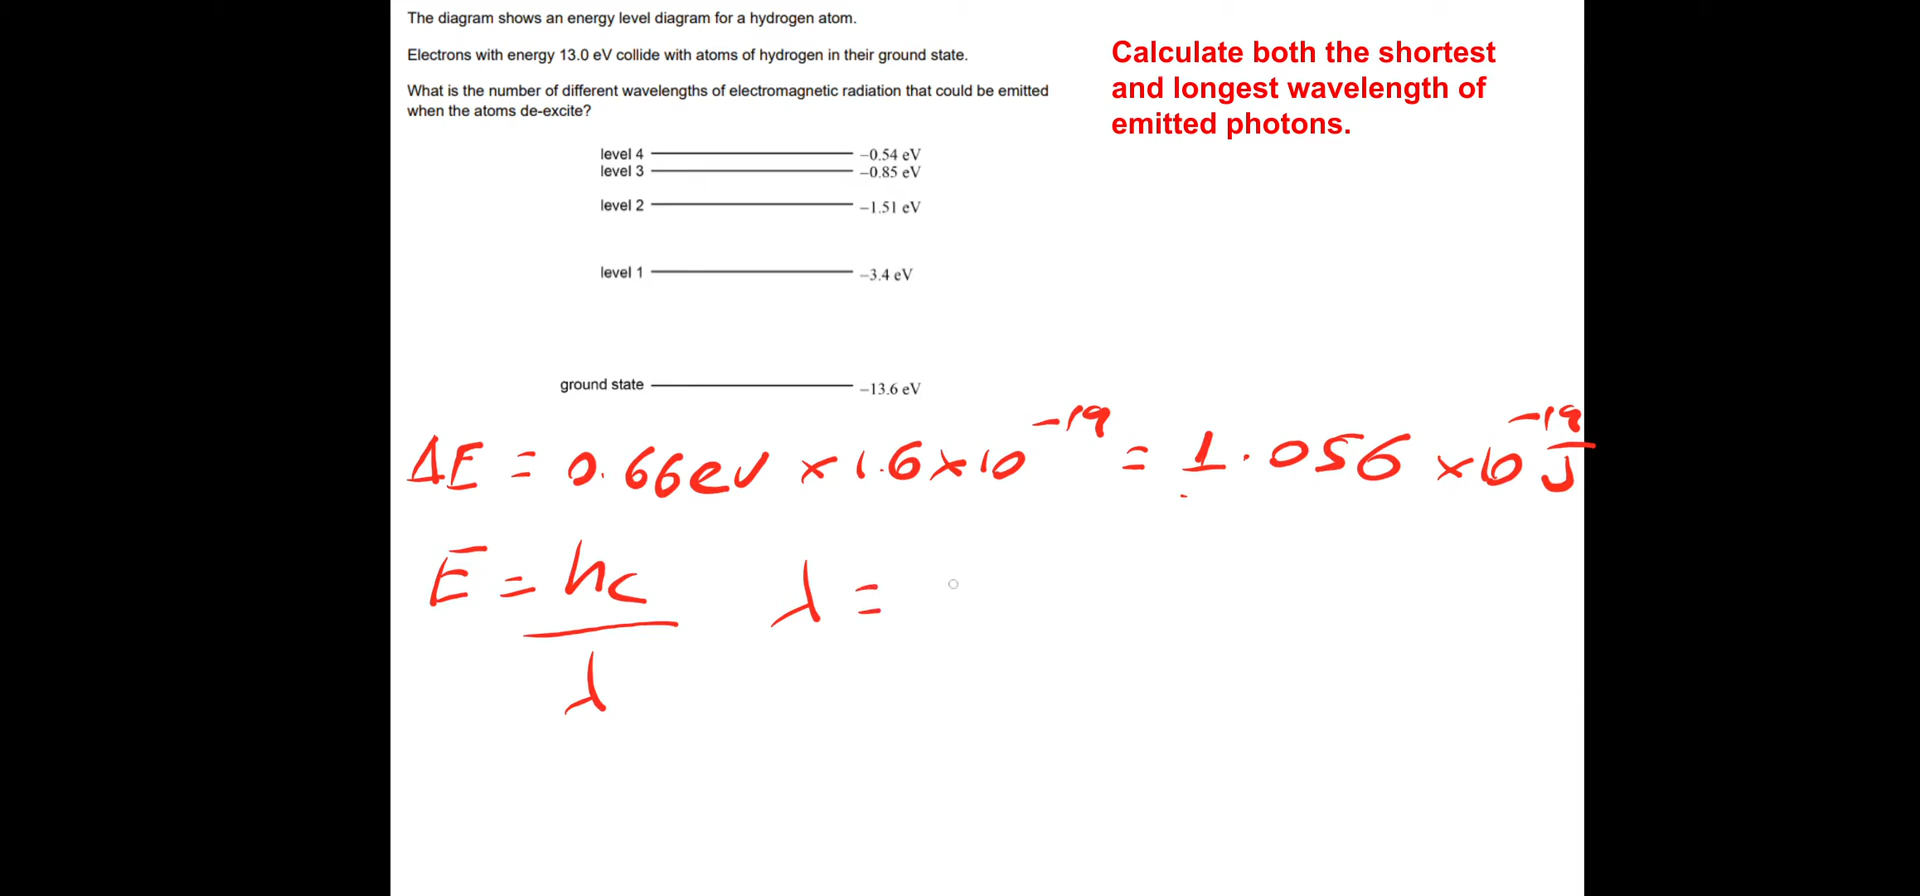 The diagram shows an energy level diagram for a hydrogen atom.
Electrons with energy 13.0 eV collide with atoms of hydrogen in their ground state.
What is the number of different wavelengths of electromagnetic radiation that could be emitted
when the atoms de-excite?
Calculate both the shortest
and longest wavelength of
emitted photons.
level 4 −0.54 eV
level 3 −0.85 eV
level 2 −1.51 eV
level 1 −3.4 eV
ground state −13.6 eV
ΔE = 0.66eV × 1.6×10⁻¹⁹ = 1.056 ×10⁻¹⁹ J
E = hc/λ λ =